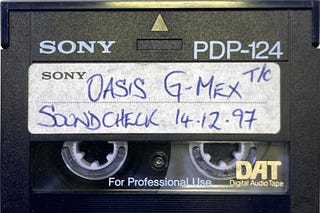 SONY PDP-124
SONY OASIS G-MEX T/C
SOUNDCHECK 14.12.97
For Professional Use
DAT
Digital Audio Tape